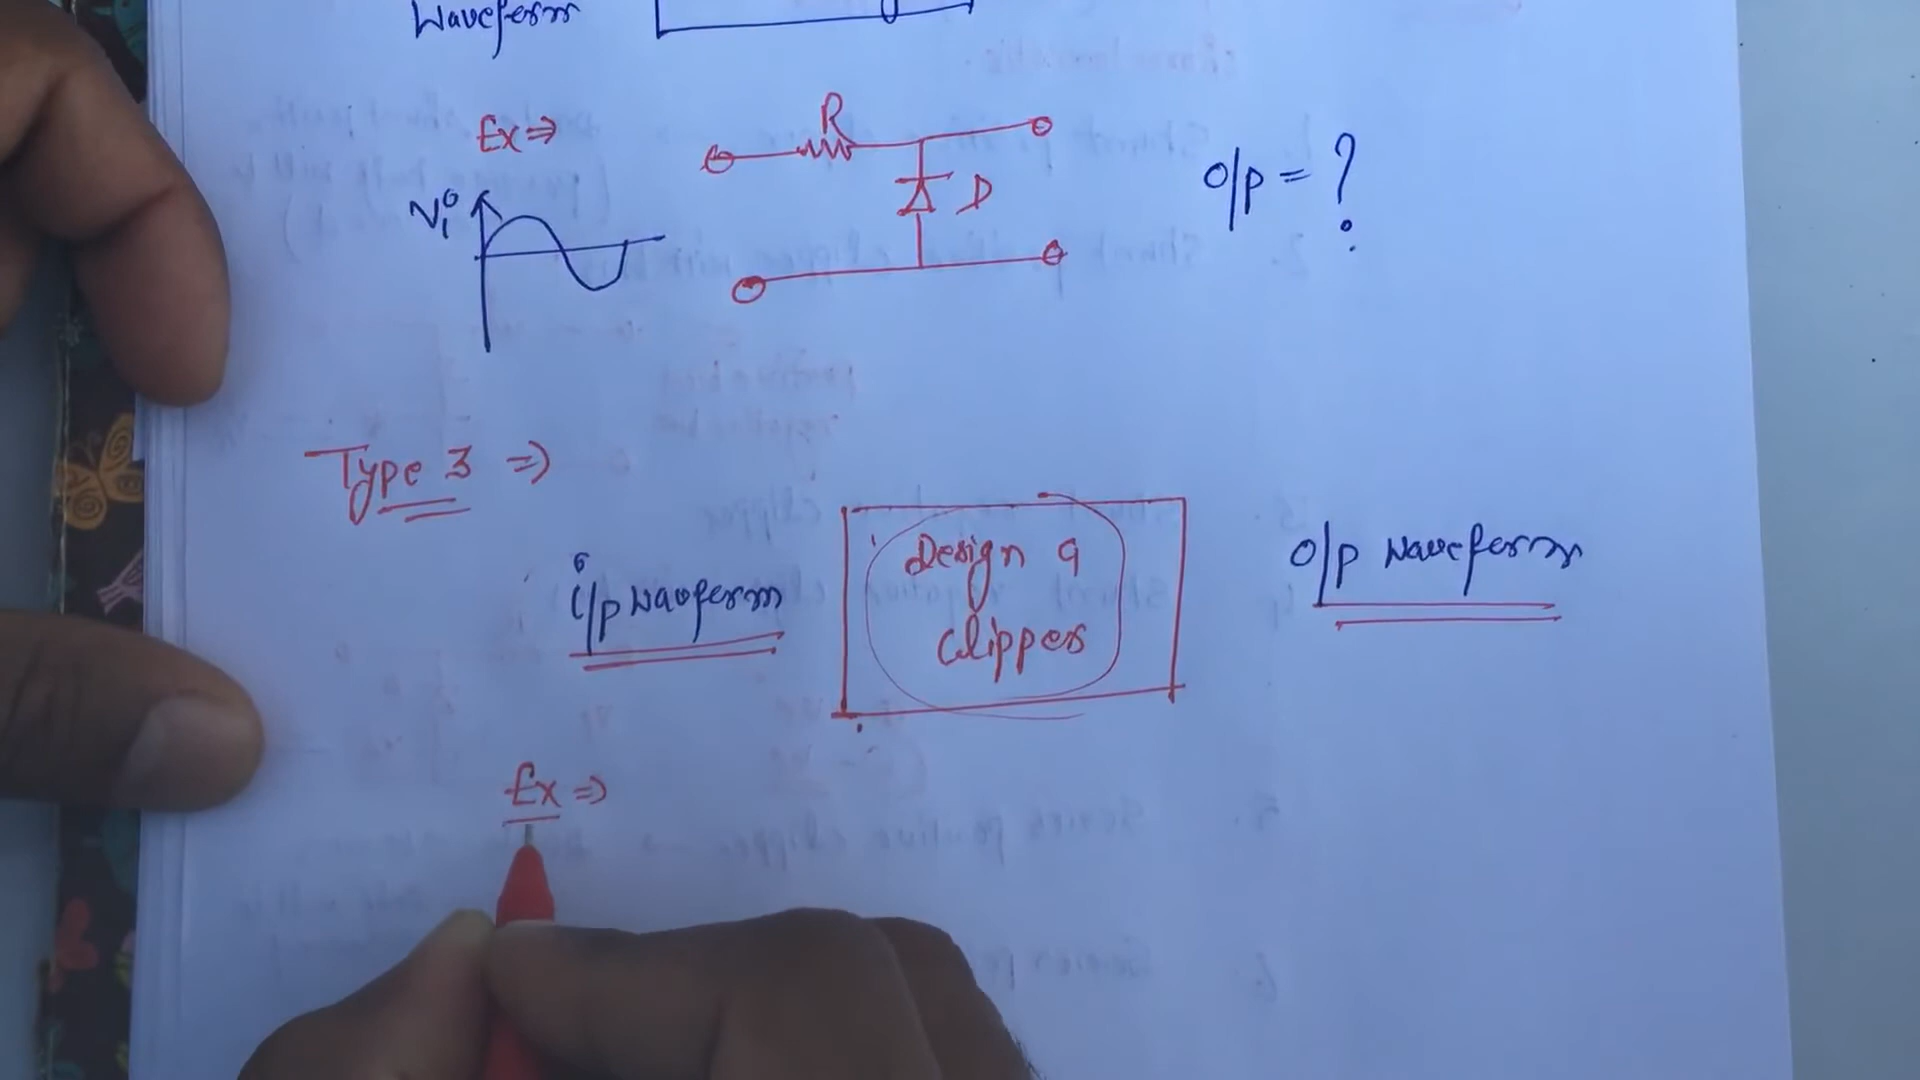 Waveform
Ex ⇒
R
Vi
D
o/p = ?
Type 3 ⇒
i/p waveform
Design a
clipper
o/p waveform
Ex ⇒